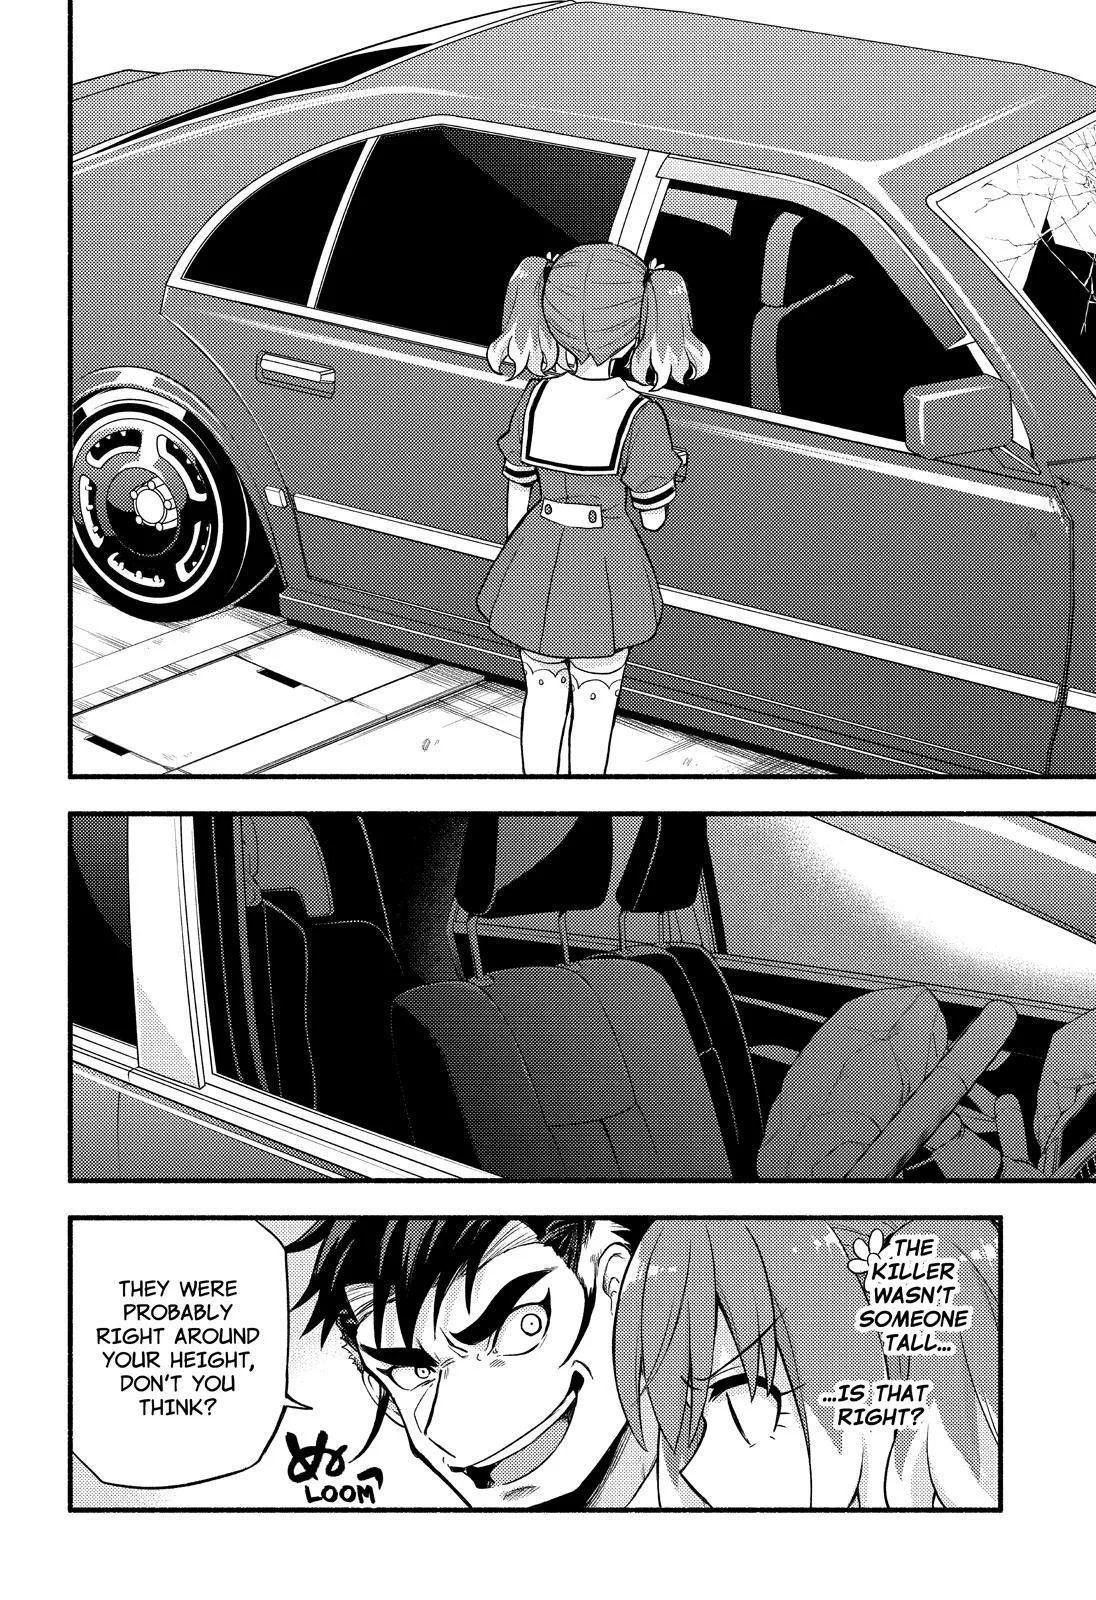 THE
KILLER
WASN'T
SOMEONE
TALL...
...IS THAT
RIGHT?
THEY WERE
PROBABLY
RIGHT AROUND
YOUR HEIGHT,
DON'T YOU
THINK?
ぬ
LOOM